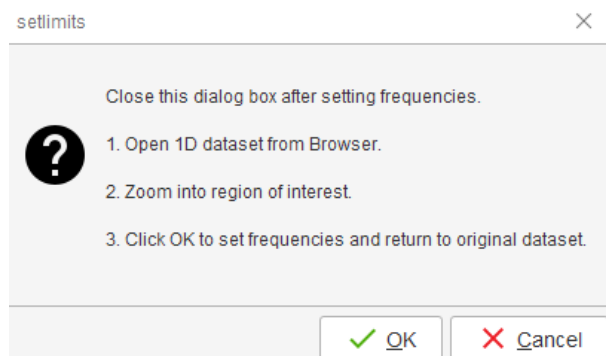 setlimits
Close this dialog box after setting frequencies.
1. Open 1D dataset from Browser.
2. Zoom into region of interest.
3. Click OK to set frequencies and return to original dataset.
OK
Cancel